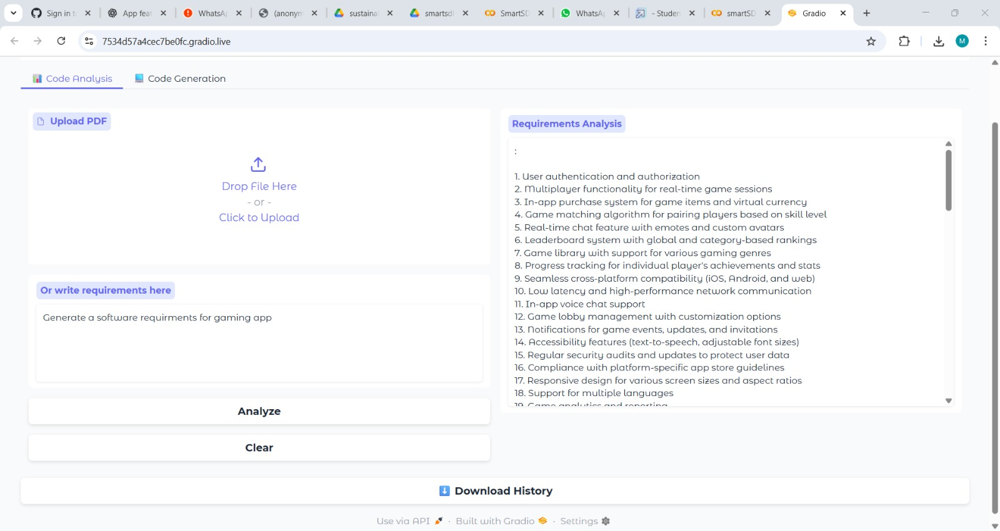 Sign in t
App feat
WhatsAp
(anonym
sustaina
smartsdl
SmartSD
WhatsAp
- Studen
smartSD
Gradio
7534d57a4cec7be0fc.gradio.live
M
Code Analysis
Code Generation
Upload PDF
Drop File Here
- or -
Click to Upload
Or write requirements here
Generate a software requirments for gaming app
Analyze
Clear
Requirements Analysis
:
1. User authentication and authorization
2. Multiplayer functionality for real-time game sessions
3. In-app purchase system for game items and virtual currency
4. Game matching algorithm for pairing players based on skill level
5. Real-time chat feature with emotes and custom avatars
6. Leaderboard system with global and category-based rankings
7. Game library with support for various gaming genres
8. Progress tracking for individual player's achievements and stats
9. Seamless cross-platform compatibility (iOS, Android, and web)
10. Low latency and high-performance network communication
11. In-app voice chat support
12. Game lobby management with customization options
13. Notifications for game events, updates, and invitations
14. Accessibility features (text-to-speech, adjustable font sizes)
15. Regular security audits and updates to protect user data
16. Compliance with platform-specific app store guidelines
17. Responsive design for various screen sizes and aspect ratios
18. Support for multiple languages
19. Game analytics and reporting
Download History
Use via API · Built with Gradio · Settings